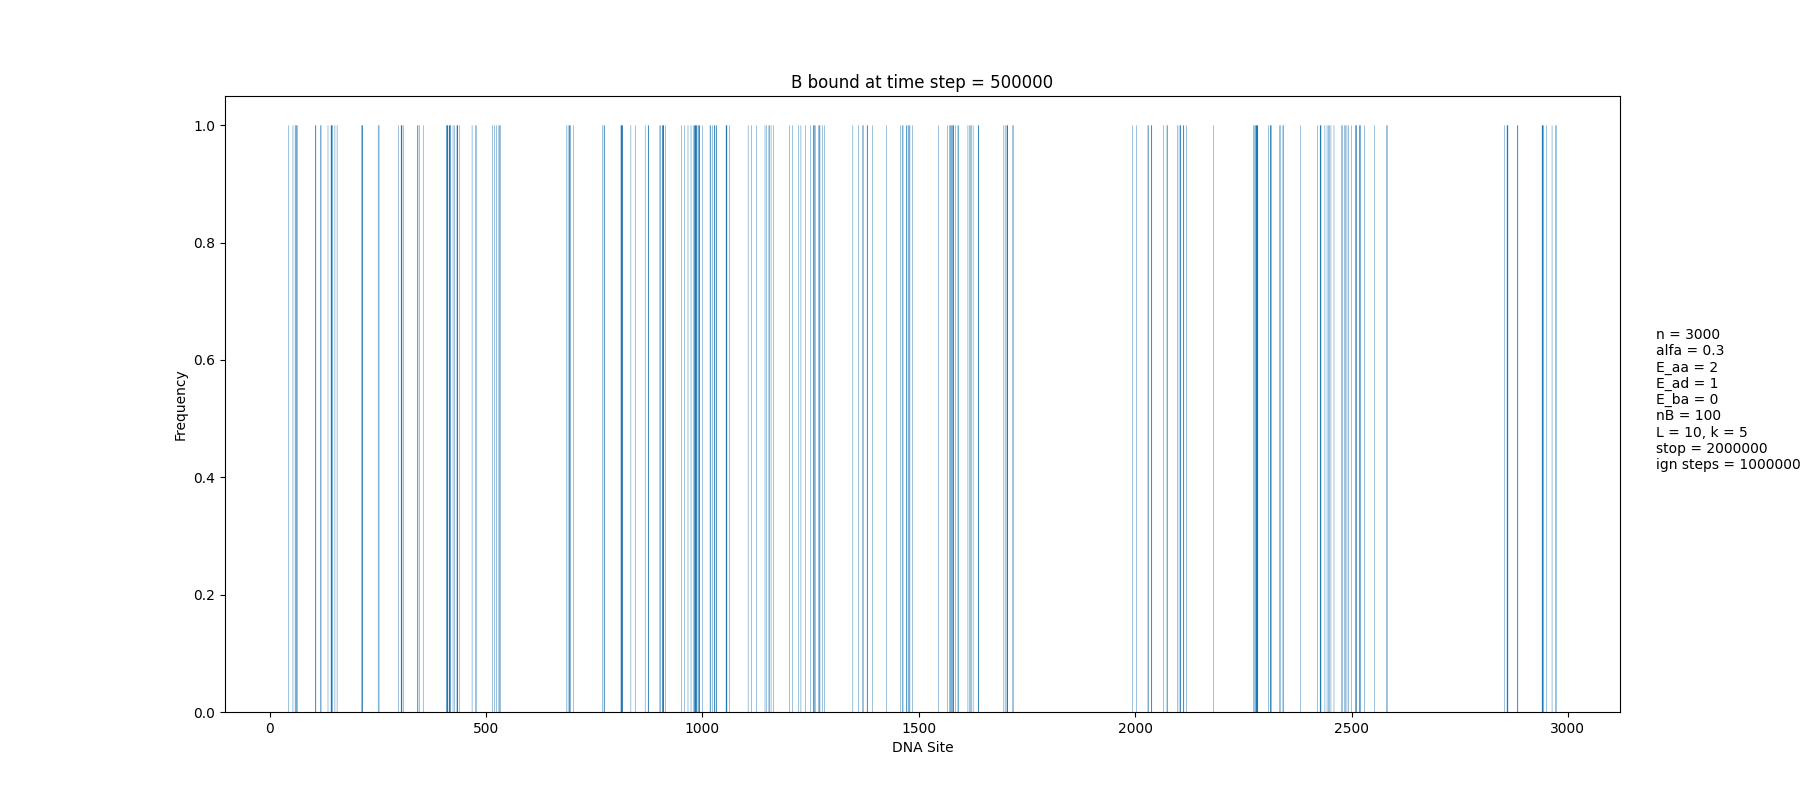 B bound at time step = 500000
1.0
0.8
0.6
0.4
0.2
0.0
Frequency
0 500 1000 1500 2000 2500 3000
DNA Site
n = 3000
alfa = 0.3
E_aa = 2
E_ad = 1
E_ba = 0
nB = 100
L = 10, k = 5
stop = 2000000
ign steps = 1000000